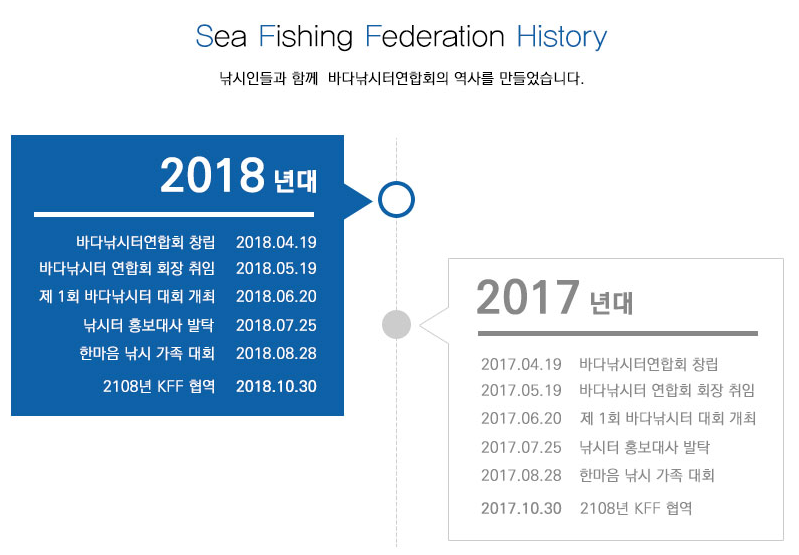 Sea Fishing Federation History
낚시인들과 함께 바다낚시터연합회의 역사를 만들었습니다.
2018 년대
바다낚시터연합회 창립 2018.04.19
바다낚시터 연합회 회장 취임 2018.05.19
제 1회 바다낚시터 대회 개최 2018.06.20
낚시터 홍보대사 발탁 2018.07.25
한마음 낚시 가족 대회 2018.08.28
2108년 KFF 협역 2018.10.30
2017 년대
2017.04.19 바다낚시터연합회 창립
2017.05.19 바다낚시터 연합회 회장 취임
2017.06.20 제 1회 바다낚시터 대회 개최
2017.07.25 낚시터 홍보대사 발탁
2017.08.28 한마음 낚시 가족 대회
2017.10.30 2108년 KFF 협역